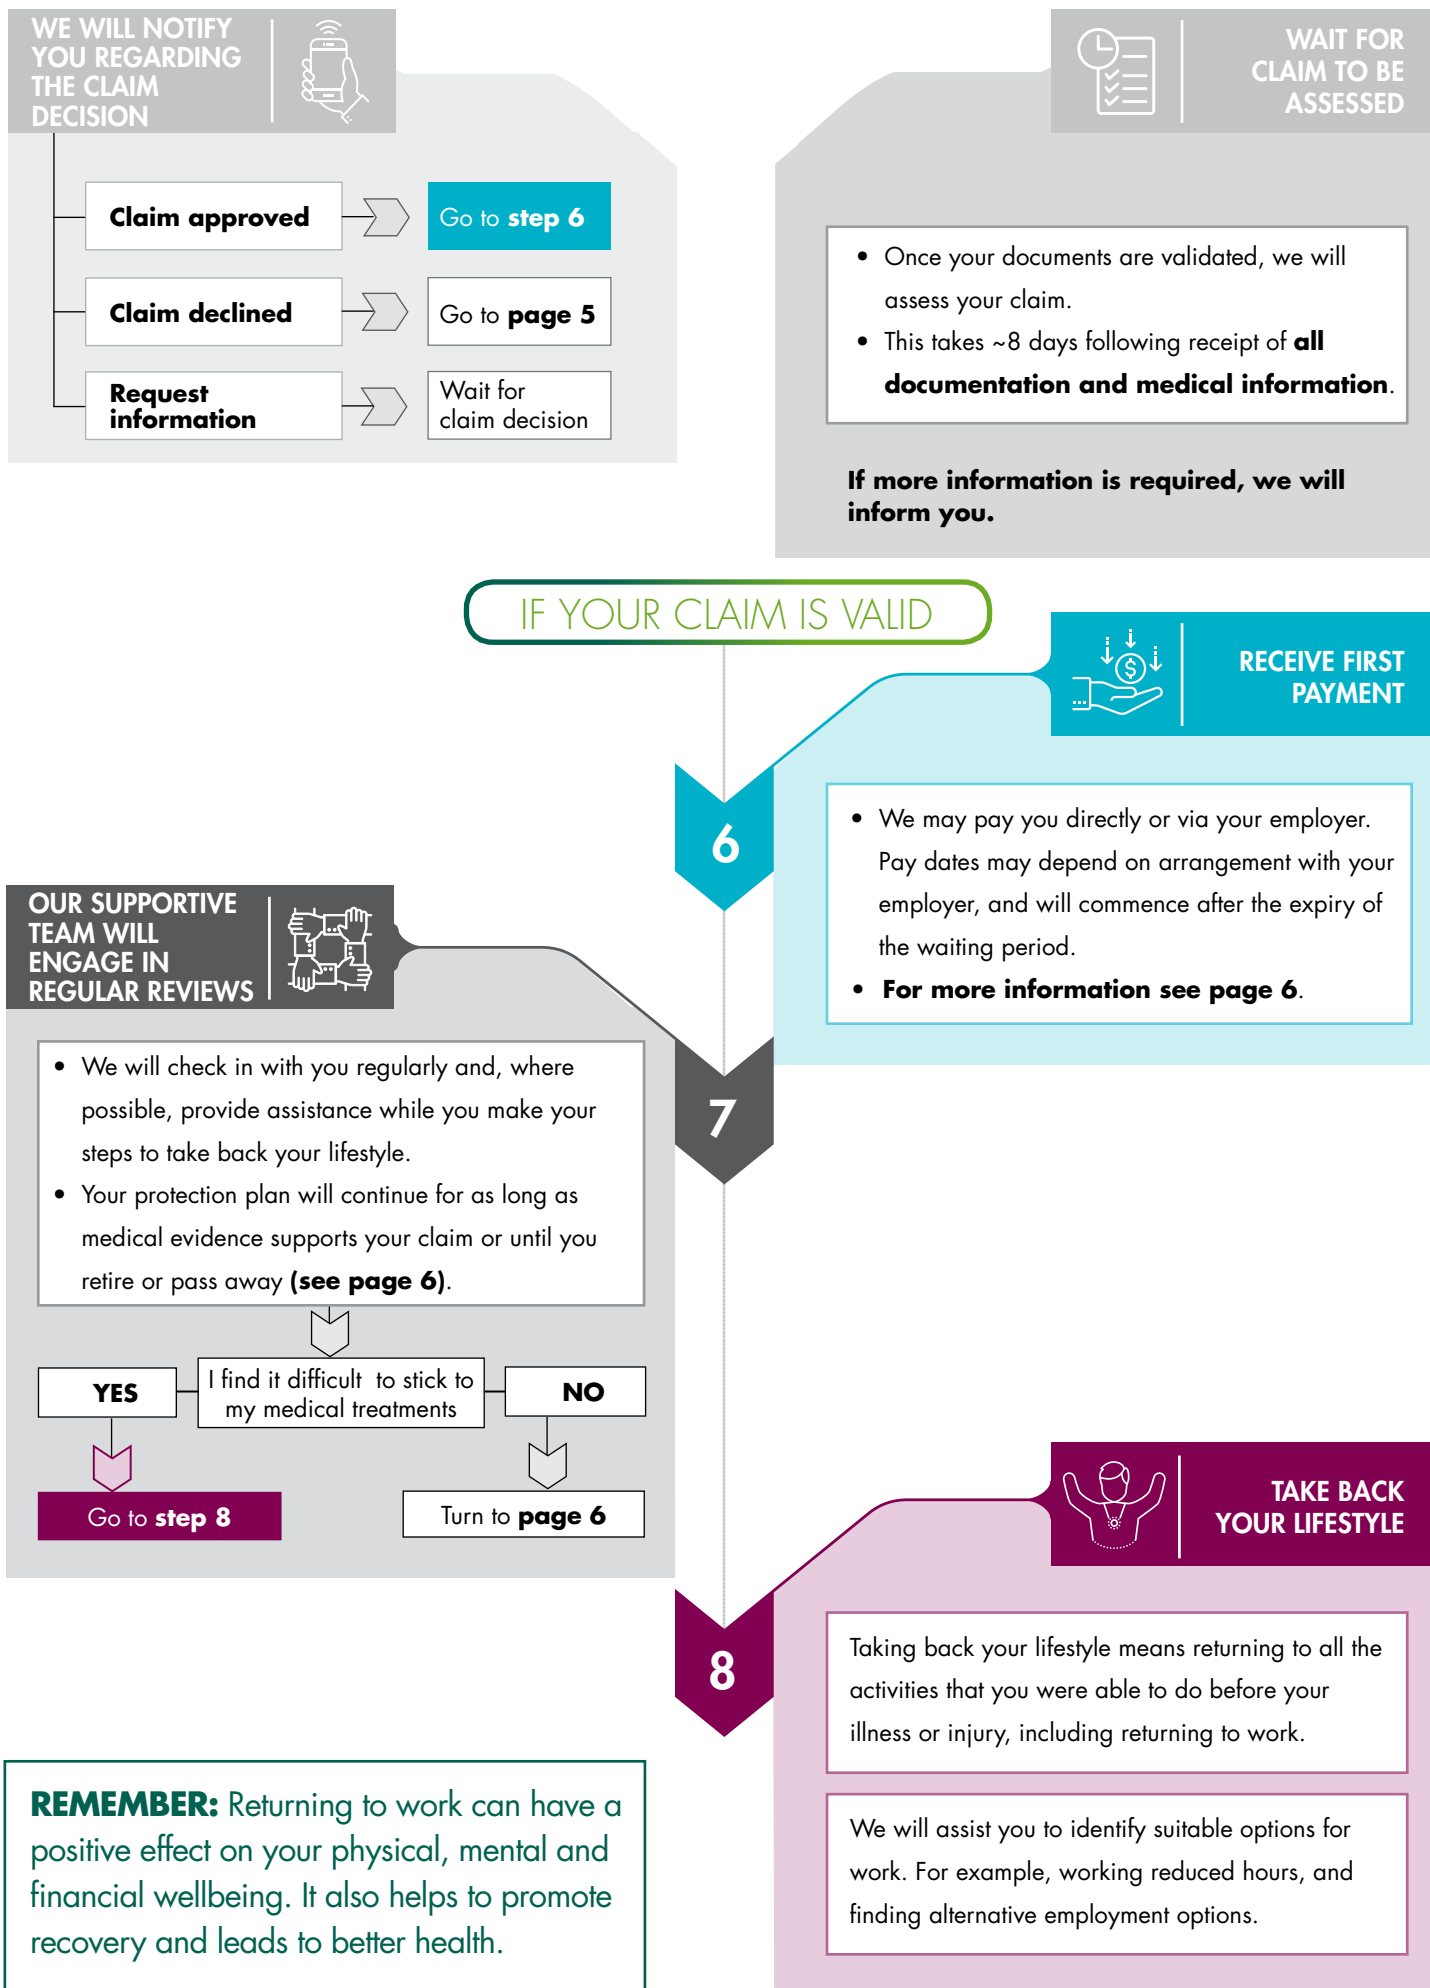 WE WILL NOTIFY
YOU REGARDING
THE CLAIM
DECISION
Claim approved
Go to step 6
Claim declined
Go to page 5
Request
information
Wait for
claim decision
WAIT FOR
CLAIM TO BE
ASSESSED
• Once your documents are validated, we will
assess your claim.
• This takes ~8 days following receipt of all
documentation and medical information.
If more information is required, we will
inform you.
IF YOUR CLAIM IS VALID
RECEIVE FIRST
PAYMENT
6
• We may pay you directly or via your employer.
Pay dates may depend on arrangement with your
employer, and will commence after the expiry of
the waiting period.
• For more information see page 6.
OUR SUPPORTIVE
TEAM WILL
ENGAGE IN
REGULAR REVIEWS
7
• We will check in with you regularly and, where
possible, provide assistance while you make your
steps to take back your lifestyle.
• Your protection plan will continue for as long as
medical evidence supports your claim or until you
retire or pass away (see page 6).
I find it difficult to stick to
my medical treatments
YES
NO
Go to step 8
Turn to page 6
TAKE BACK
YOUR LIFESTYLE
8
Taking back your lifestyle means returning to all the
activities that you were able to do before your
illness or injury, including returning to work.
We will assist you to identify suitable options for
work. For example, working reduced hours, and
finding alternative employment options.
REMEMBER: Returning to work can have a
positive effect on your physical, mental and
financial wellbeing. It also helps to promote
recovery and leads to better health.